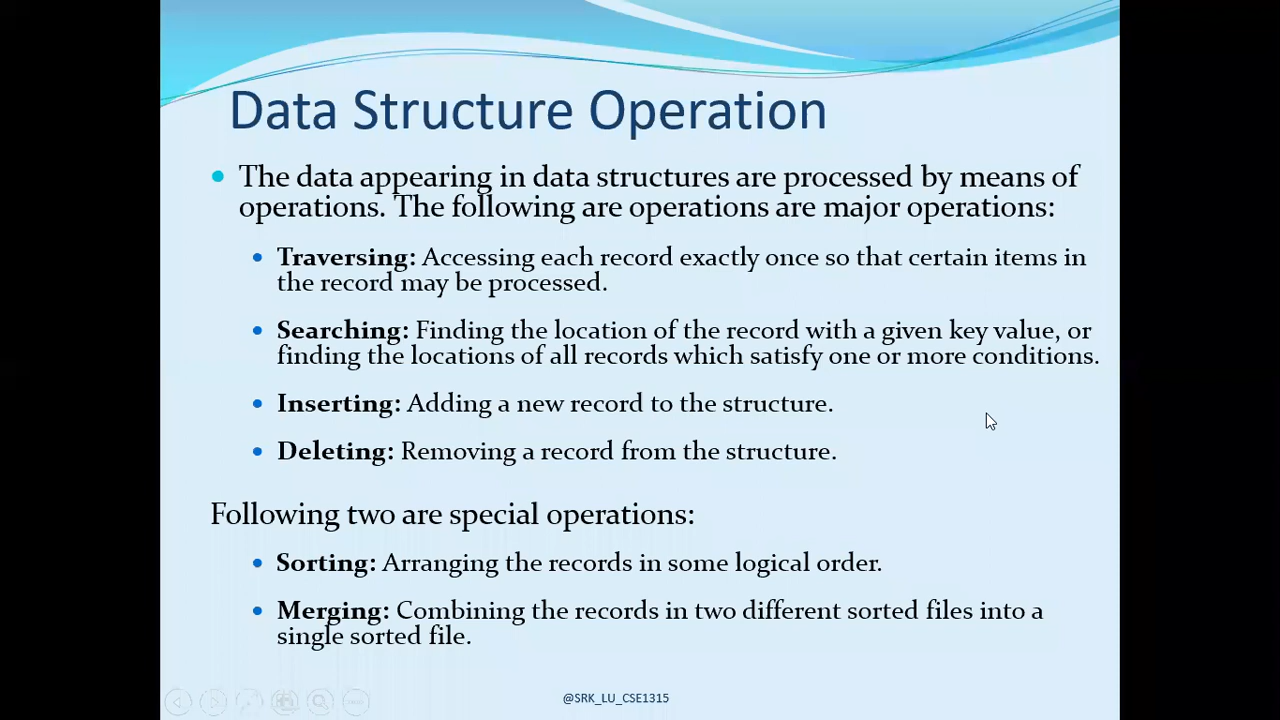 Data Structure Operation
• The data appearing in data structures are processed by means of
operations. The following are operations are major operations:
• Traversing: Accessing each record exactly once so that certain items in
the record may be processed.
• Searching: Finding the location of the record with a given key value, or
finding the locations of all records which satisfy one or more conditions.
• Inserting: Adding a new record to the structure.
• Deleting: Removing a record from the structure.
Following two are special operations:
• Sorting: Arranging the records in some logical order.
• Merging: Combining the records in two different sorted files into a
single sorted file.
@SRK_LU_CSE1315